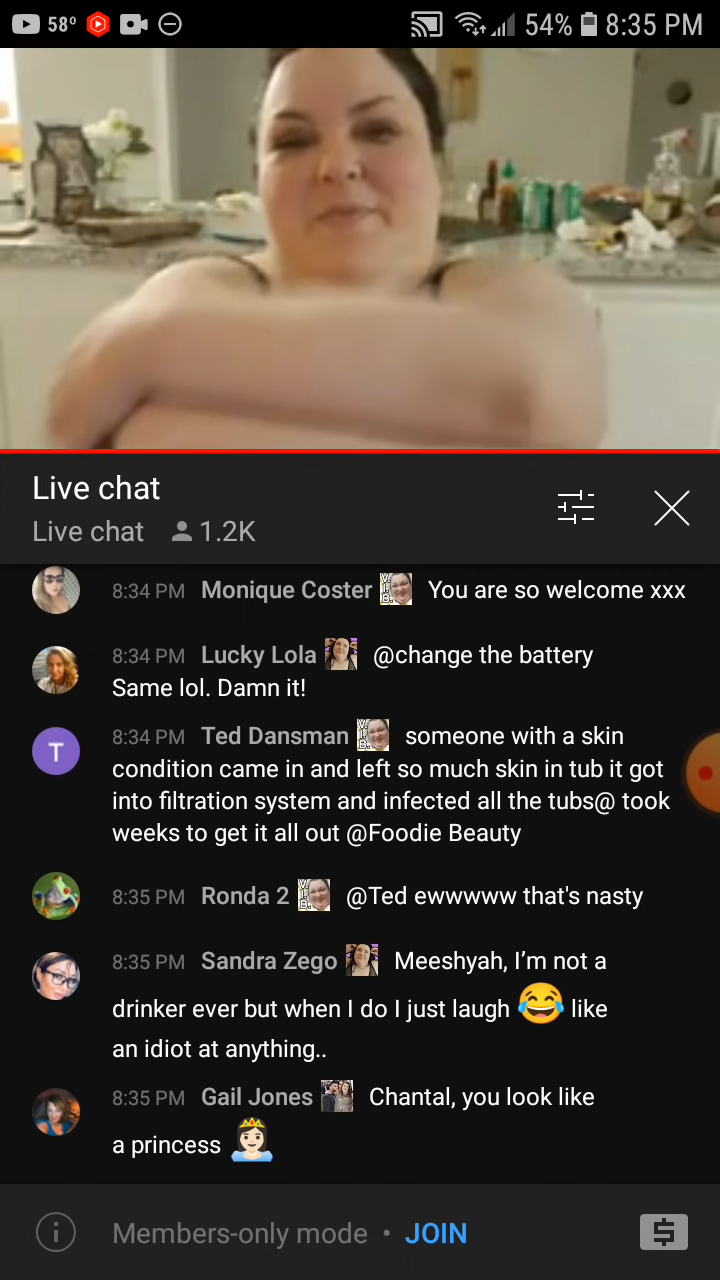 58° 54% 8:35 PM
Live chat
Live chat 1.2K
8:34 PM Monique Coster You are so welcome xxx
8:34 PM Lucky Lola @change the battery
Same lol. Damn it!
T 8:34 PM Ted Dansman someone with a skin
condition came in and left so much skin in tub it got
into filtration system and infected all the tubs@ took
weeks to get it all out @Foodie Beauty
8:35 PM Ronda 2 @Ted ewwwww that's nasty
8:35 PM Sandra Zego Meeshyah, I’m not a
drinker ever but when I do I just laugh 😂 like
an idiot at anything..
8:35 PM Gail Jones Chantal, you look like
a princess 👸🏻
Members-only mode • JOIN